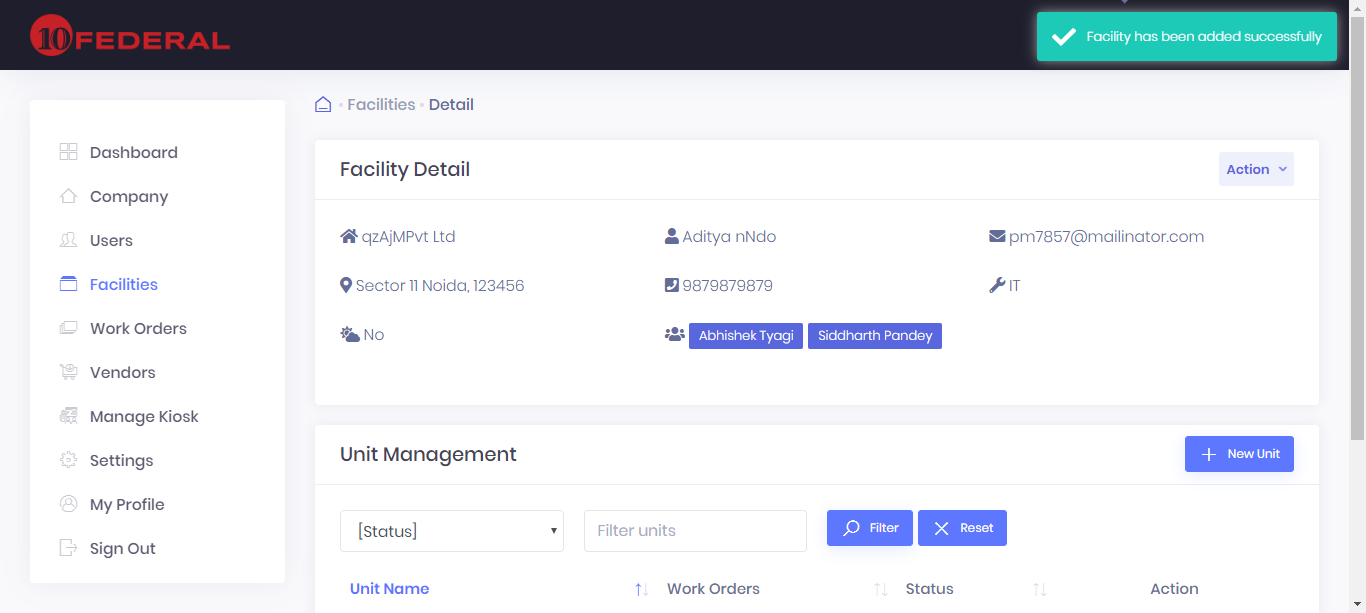 10 FEDERAL
Facility has been added successfully
Facilities Detail
Dashboard
Company
Users
Facilities
Work Orders
Vendors
Manage Kiosk
Settings
My Profile
Sign Out
Facility Detail
Action
qzAjMPvt Ltd
Aditya nNdo
pm7857@mailinator.com
Sector 11 Noida, 123456
9879879879
IT
No
Abhishek Tyagi Siddharth Pandey
Unit Management
New Unit
[Status]
Filter units
Filter
Reset
Unit Name Work Orders Status Action